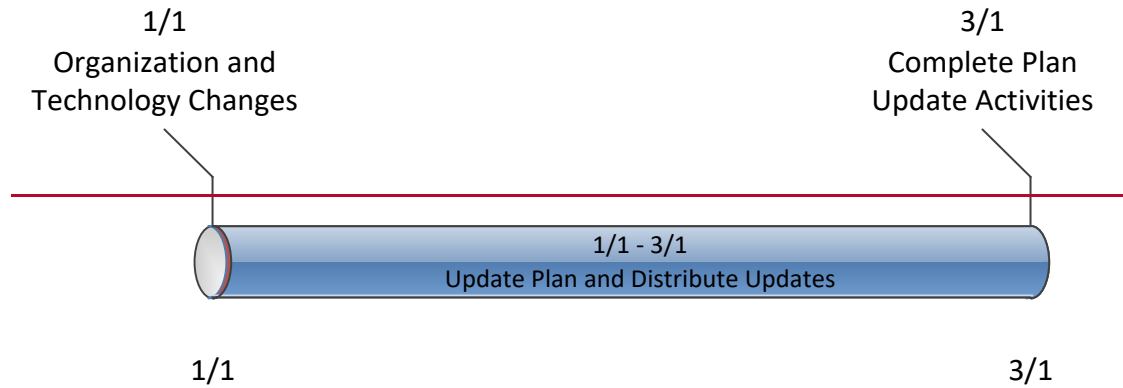 1/1
Organization and
Technology Changes
3/1
Complete Plan
Update Activities
1/1 - 3/1
Update Plan and Distribute Updates
1/1
3/1